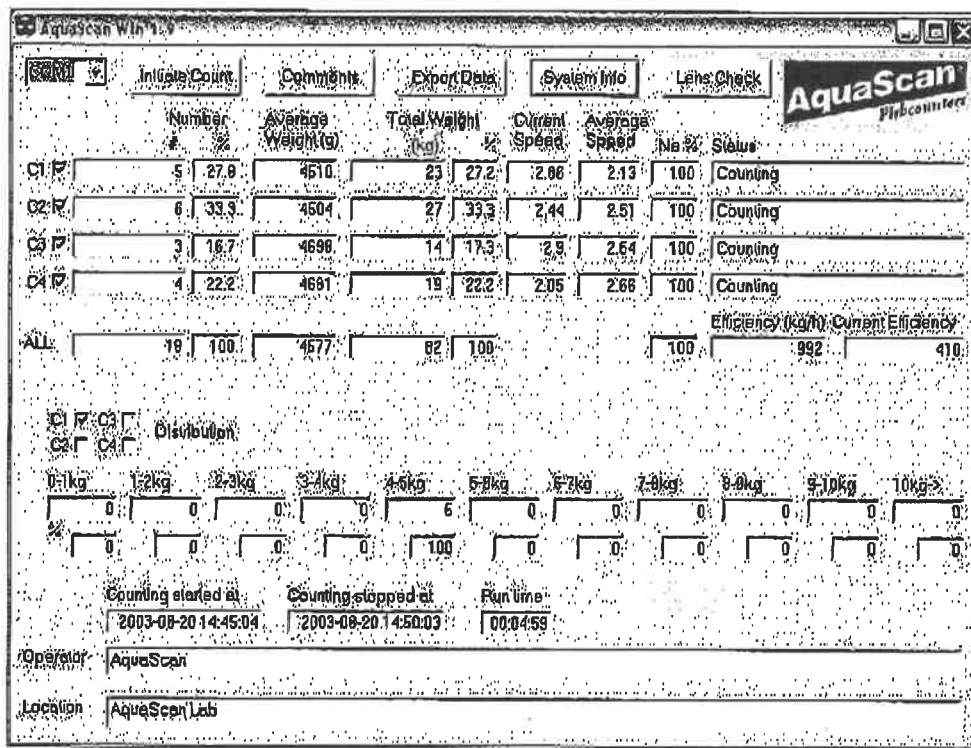 AquaScan Win 1.9
COM1 Initiate Count Comments Export Data System Info Lens Check
AquaScan
Fishcounters
Number Average Total Weight Current Average
# % Weight (g) (kg) % Speed Speed Na % Status
C1 5 27.8 4510 23 27.2 2.86 2.13 100 Counting
C2 6 33.3 4504 27 33.3 2.44 2.51 100 Counting
C3 3 16.7 4698 14 17.3 2.9 2.64 100 Counting
C4 4 22.2 4681 19 22.2 2.05 2.66 100 Counting
Efficiency (kg/h) Current Efficiency
ALL 100 4577 82 100 100 992 410
C1 C3
C2 C4 Distribution
0-1kg 1-2kg 2-3kg 3-4kg 4-5kg 5-6kg 6-7kg 7-8kg 8-9kg 9-10kg 10kg->
0 0 0 0 0 0 0 0 0 0
%
0 0 0 0 100 0 0 0 0 0 0
Counting started at Counting stopped at Run time
2003-08-20 14:45:04 2003-08-20 14:50:03 00:04:59
Operator AquaScan
Location AquaScan Lab